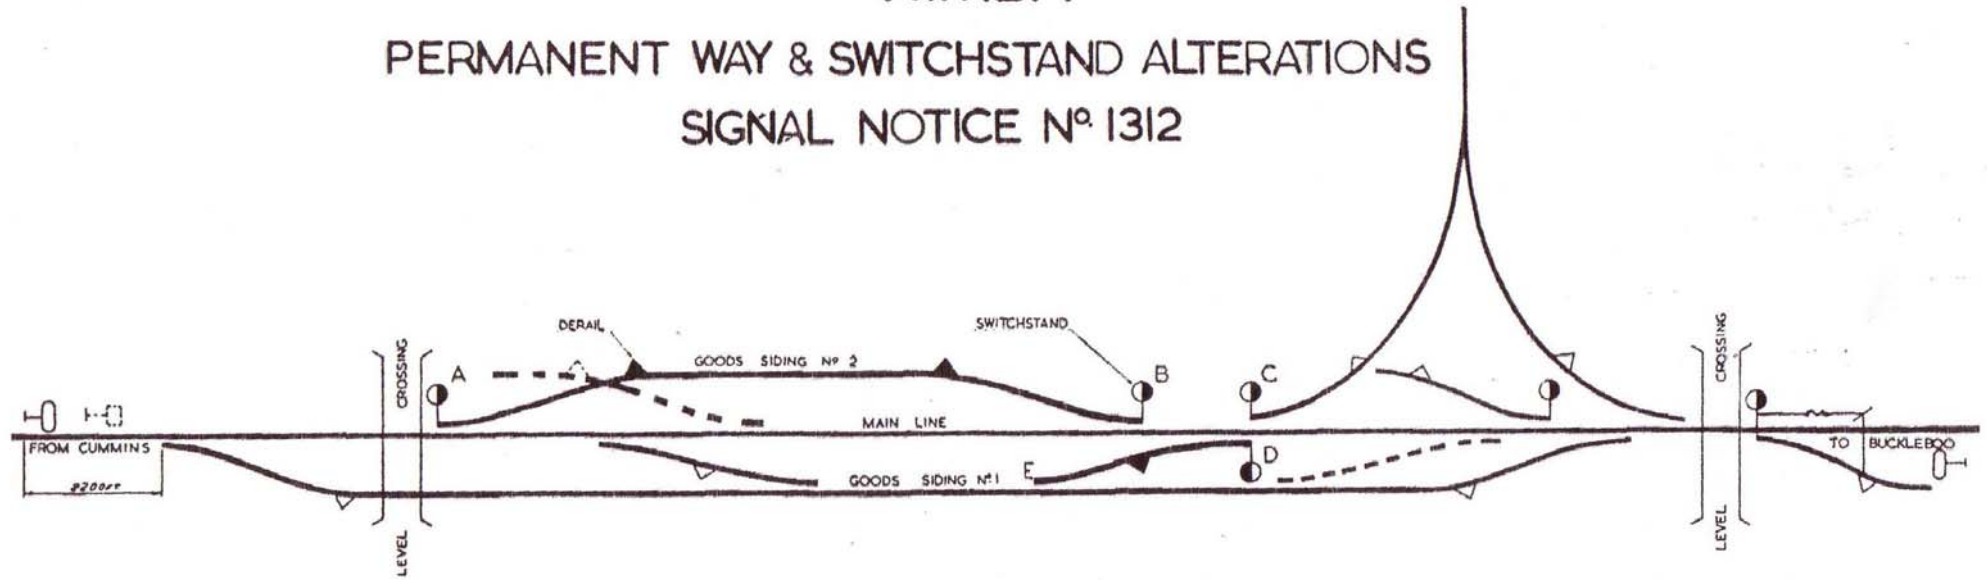 PERMANENT WAY & SWITCHSTAND ALTERATIONS
SIGNAL NOTICE Nº 1312
DERAIL
SWITCHSTAND
GOODS SIDING Nº 2
A
B
C
CROSSING
CROSSING
MAIN LINE
FROM CUMMINS
TO BUCKLEBOO
D
E
GOODS SIDING Nº 1
2200FT
LEVEL
LEVEL